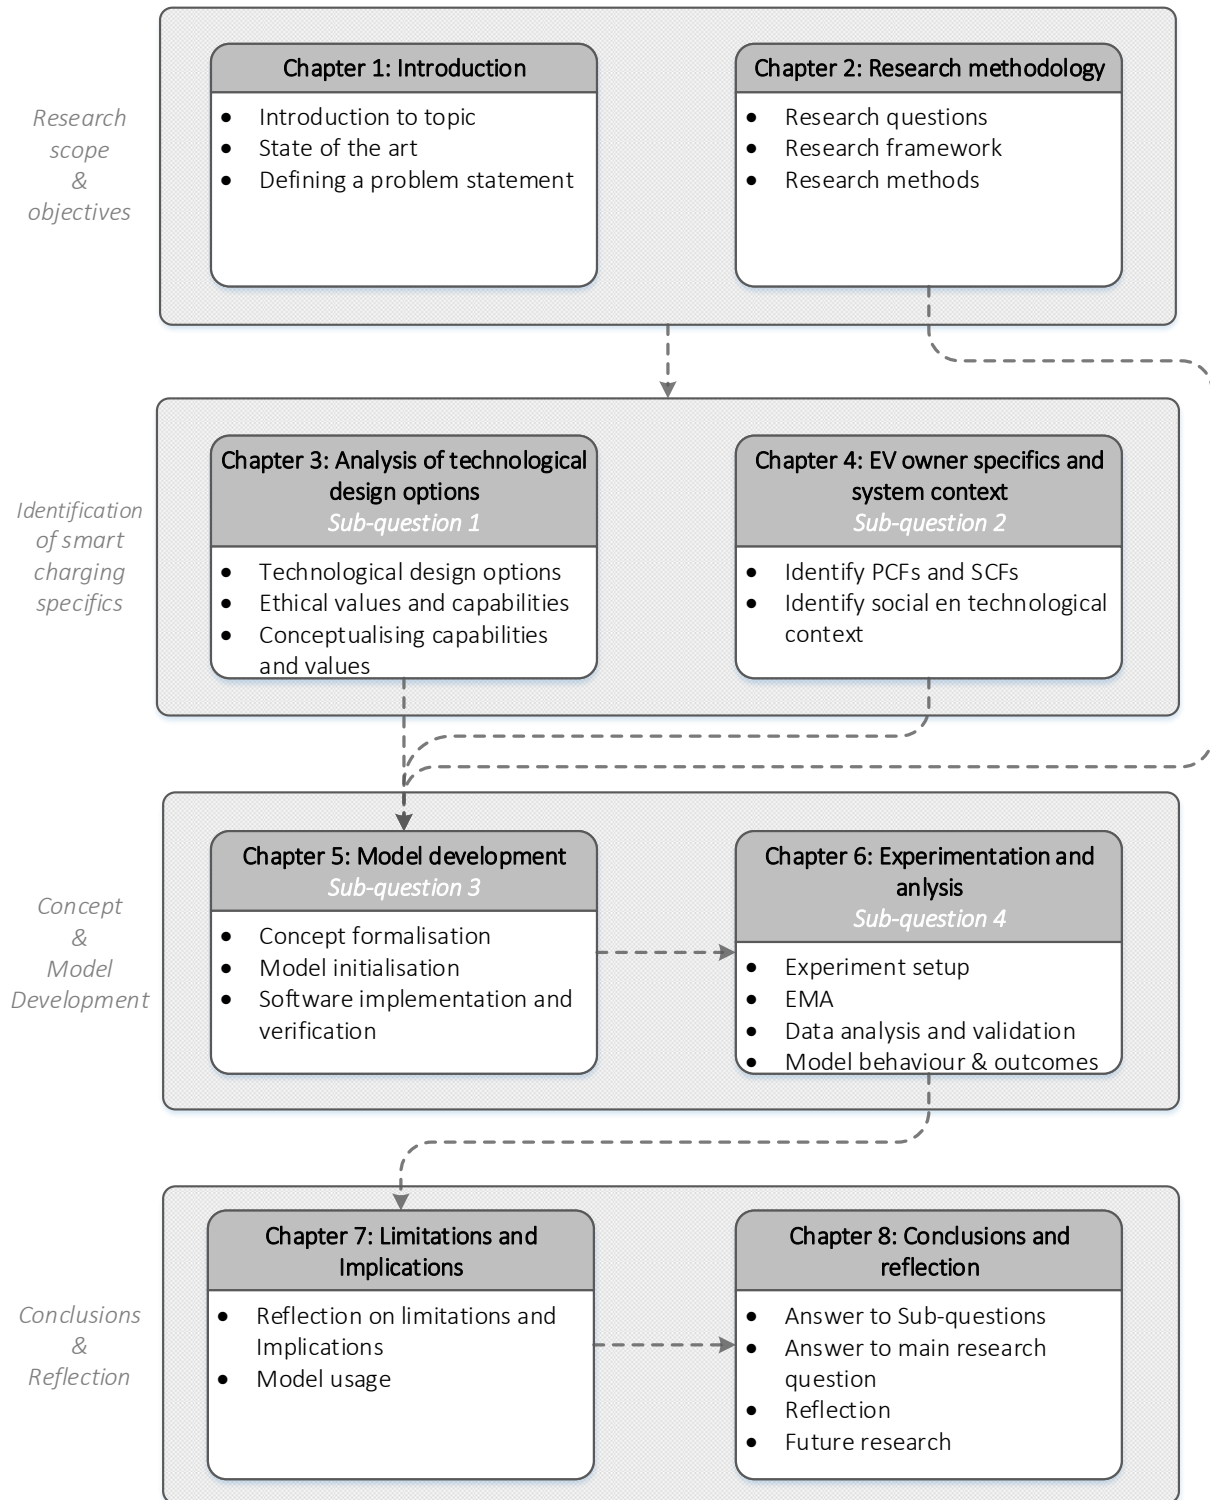 Research
scope
&
objectives
Chapter 1: Introduction
• Introduction to topic
• State of the art
• Defining a problem statement
Chapter 2: Research methodology
• Research questions
• Research framework
• Research methods
Identification
of smart
charging
specifics
Chapter 3: Analysis of technological
design options
Sub-question 1
• Technological design options
• Ethical values and capabilities
• Conceptualising capabilities
and values
Chapter 4: EV owner specifics and
system context
Sub-question 2
• Identify PCFs and SCFs
• Identify social en technological
context
Concept
&
Model
Development
Chapter 5: Model development
Sub-question 3
• Concept formalisation
• Model initialisation
• Software implementation and
verification
Chapter 6: Experimentation and
anlysis
Sub-question 4
• Experiment setup
• EMA
• Data analysis and validation
• Model behaviour & outcomes
Conclusions
&
Reflection
Chapter 7: Limitations and
Implications
• Reflection on limitations and
Implications
• Model usage
Chapter 8: Conclusions and
reflection
• Answer to Sub-questions
• Answer to main research
question
• Reflection
• Future research